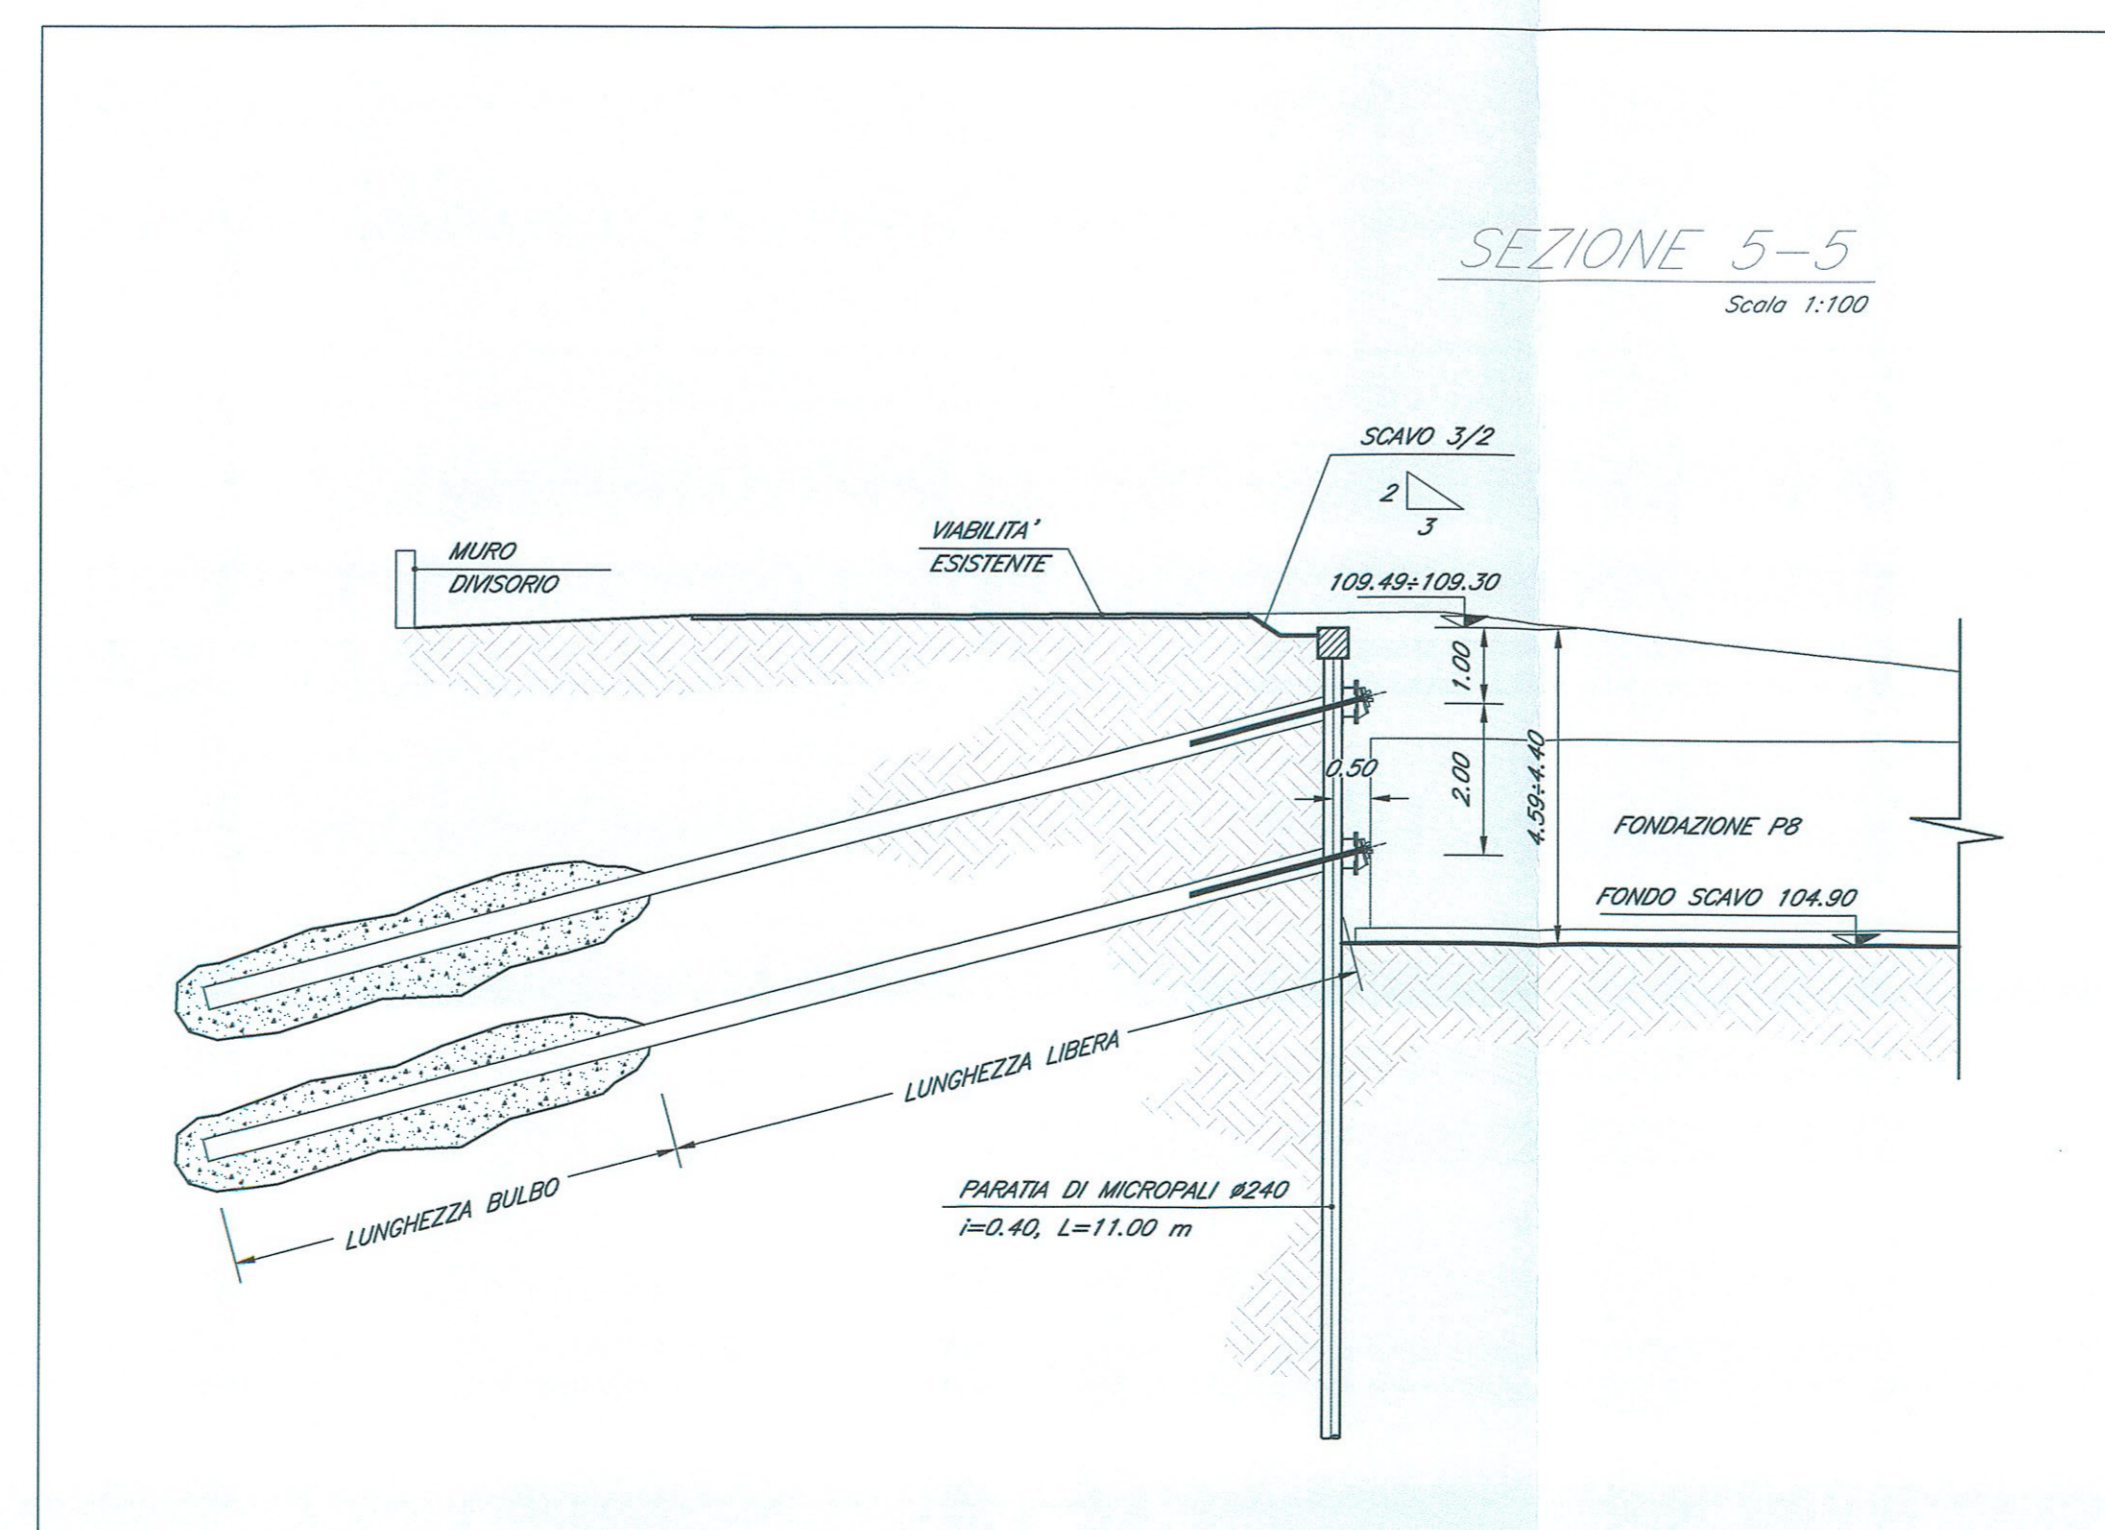 SEZIONE 5-5
Scala 1:100
SCAVO 3/2
2
3
VIABILITA'
ESISTENTE
MURO
DIVISORIO
109.49÷109.30
1.00
0.50
2.00
4.59÷4.40
FONDAZIONE P8
FONDO SCAVO 104.90
LUNGHEZZA LIBERA
LUNGHEZZA BULBO
PARATIA DI MICROPALI ø240
i=0.40, L=11.00 m